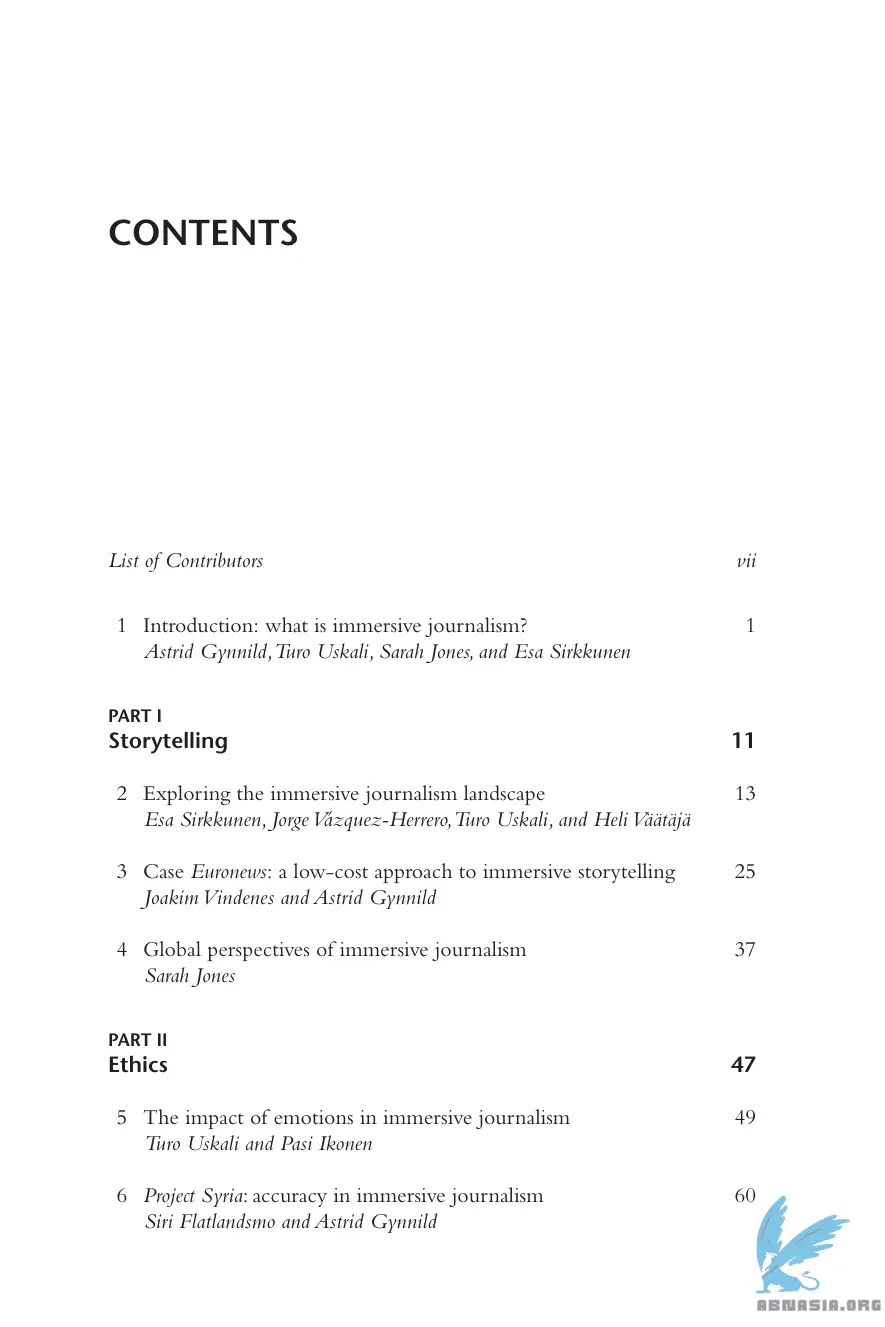 CONTENTS
List of Contributors vii
1 Introduction: what is immersive journalism? 1
Astrid Gynnild, Turo Uskali, Sarah Jones, and Esa Sirkkunen
PART I
Storytelling 11
2 Exploring the immersive journalism landscape 13
Esa Sirkkunen, Jorge Vázquez-Herrero, Turo Uskali, and Heli Väätäjä
3 Case Euronews: a low-cost approach to immersive storytelling 25
Joakim Vindenes and Astrid Gynnild
4 Global perspectives of immersive journalism 37
Sarah Jones
PART II
Ethics 47
5 The impact of emotions in immersive journalism 49
Turo Uskali and Pasi Ikonen
6 Project Syria: accuracy in immersive journalism 60
Siri Flatlandsmo and Astrid Gynnild
ABNASIA.ORG